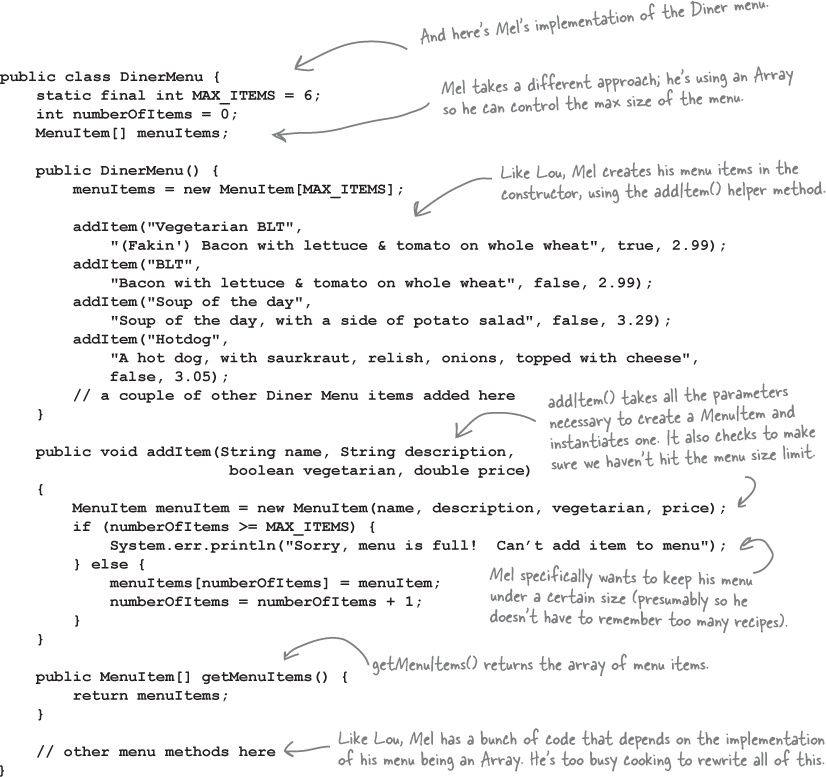 And here's Mel's implementation of the Diner menu.
public class DinerMenu {
static final int MAX_ITEMS = 6;
int numberOfItems = 0;
MenuItem[] menuItems;
Mel takes a different approach; he's using an Array
so he can control the max size of the menu.
public DinerMenu() {
menuItems = new MenuItem[MAX_ITEMS];
Like Lou, Mel creates his menu items in the
constructor, using the addItem() helper method.
addItem("Vegetarian BLT",
"(Fakin') Bacon with lettuce & tomato on whole wheat", true, 2.99);
addItem("BLT",
"Bacon with lettuce & tomato on whole wheat", false, 2.99);
addItem("Soup of the day",
"Soup of the day, with a side of potato salad", false, 3.29);
addItem("Hotdog",
"A hot dog, with saurkraut, relish, onions, topped with cheese",
false, 3.05);
// a couple of other Diner Menu items added here
}
addItem() takes all the parameters
necessary to create a MenuItem and
instantiates one. It also checks to make
sure we haven't hit the menu size limit.
public void addItem(String name, String description,
boolean vegetarian, double price)
{
MenuItem menuItem = new MenuItem(name, description, vegetarian, price);
if (numberOfItems >= MAX_ITEMS) {
System.err.println("Sorry, menu is full!  Can't add item to menu");
} else {
menuItems[numberOfItems] = menuItem;
numberOfItems = numberOfItems + 1;
}
}
Mel specifically wants to keep his menu
under a certain size (presumably so he
doesn't have to remember too many recipes).
public MenuItem[] getMenuItems() {
return menuItems;
}
getMenuItems() returns the array of menu items.
// other menu methods here
}
Like Lou, Mel has a bunch of code that depends on the implementation
of his menu being an Array. He's too busy cooking to rewrite all of this.